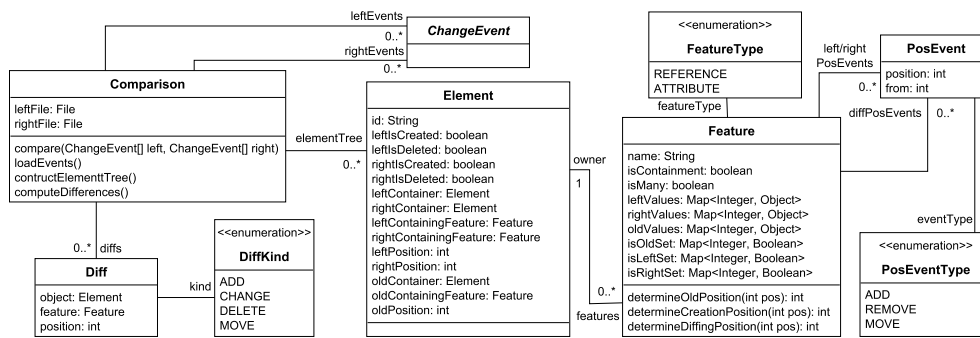 leftEvents
0..*
rightEvents
0..*
ChangeEvent
Comparison
leftFile: File
rightFile: File
compare(ChangeEvent[] left, ChangeEvent[] right)
loadEvents()
contructElementtTree()
computeDifferences()
elementTree
0..*
0..* diffs
Diff
object: Element
feature: Feature
position: int
kind
<<enumeration>>
DiffKind
ADD
CHANGE
DELETE
MOVE
Element
id: String
leftIsCreated: boolean
leftIsDeleted: boolean
rightIsCreated: boolean
rightIsDeleted: boolean
leftContainer: Element
rightContainer: Element
leftContainingFeature: Feature
rightContainingFeature: Feature
leftPosition: int
rightPosition: int
oldContainer: Element
oldContainingFeature: Feature
oldPosition: int
owner
1
0..*
features
<<enumeration>>
FeatureType
REFERENCE
ATTRIBUTE
featureType
Feature
name: String
isContainment: boolean
isMany: boolean
leftValues: Map<Integer, Object>
rightValues: Map<Integer, Object>
oldValues: Map<Integer, Object>
isOldSet: Map<Integer, Boolean>
isLeftSet: Map<Integer, Boolean>
isRightSet: Map<Integer, Boolean>
determineOldPosition(int pos): int
determineCreationPosition(int pos): int
determineDiffingPosition(int pos): int
left/right
PosEvents
0..*
diffPosEvents
0..*
PosEvent
position: int
from: int
eventType
<<enumeration>>
PosEventType
ADD
REMOVE
MOVE